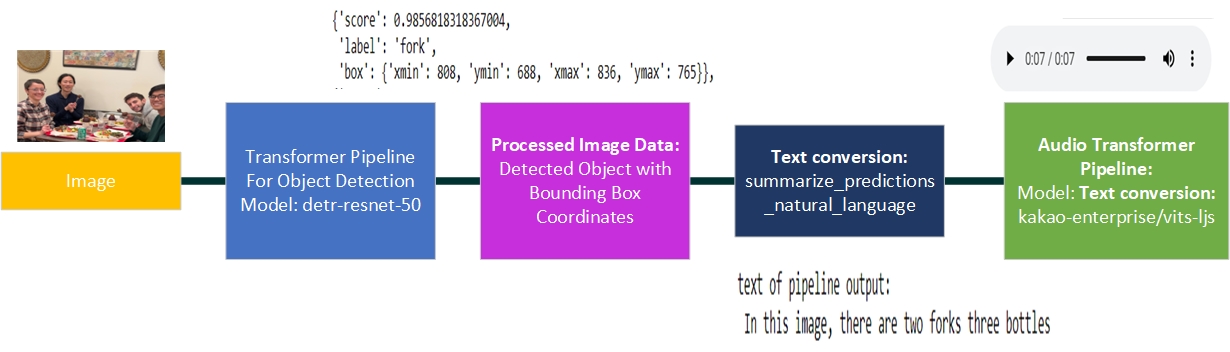 {'score': 0.9856818318367004,
'label': 'fork',
'box': {'xmin': 808, 'ymin': 688, 'xmax': 836, 'ymax': 765}},
0:07 / 0:07
Image
Transformer Pipeline
For Object Detection
Model: detr-resnet-50
Processed Image Data:
Detected Object with
Bounding Box
Coordinates
Text conversion:
summarize_predictions
_natural_language
Audio Transformer
Pipeline:
Model: Text conversion:
kakao-enterprise/vits-ljs
text of pipeline output:
In this image, there are two forks three bottles